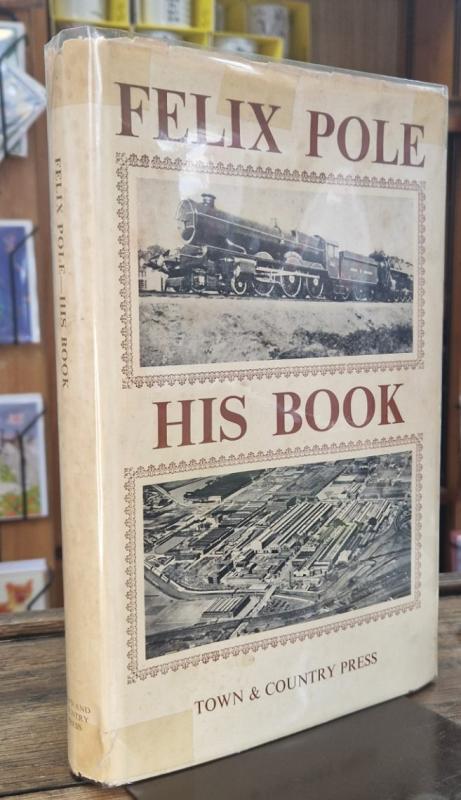 FELIX POLE
HIS BOOK
TOWN & COUNTRY PRESS
FELIX POLE—HIS BOOK